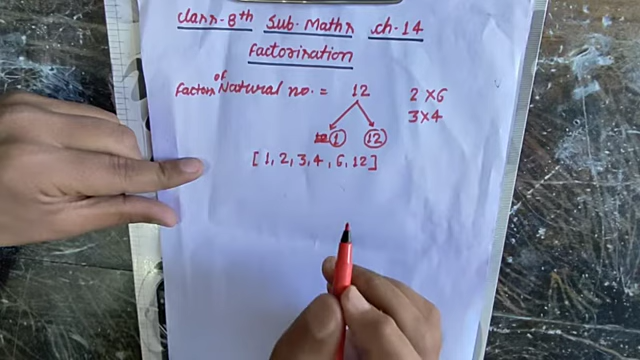 Class-8th Sub-Maths ch-14
Factorisation
Factors of Natural no. = 12
2 × 6
3 × 4
1 12
[1, 2, 3, 4, 6, 12]